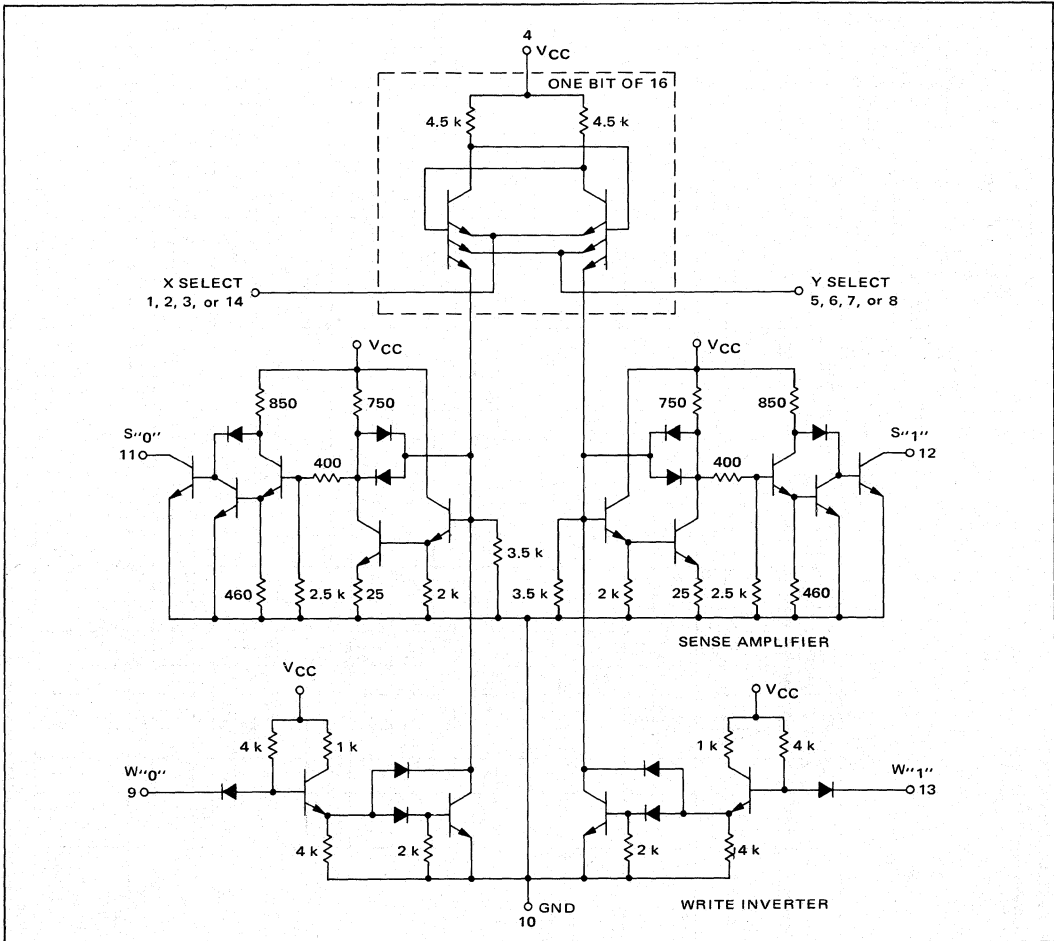 4
VCC
ONE BIT OF 16
4.5 k
4.5 k
X SELECT
1, 2, 3, or 14
Y SELECT
5, 6, 7, or 8
VCC
VCC
850
750
750
850
S"0"
11
400
400
S"1"
12
3.5 k
460
2.5 k
25
2 k
3.5 k
2 k
25
2.5 k
460
SENSE AMPLIFIER
VCC
VCC
4 k
1 k
1 k
4 k
W"0"
9
W"1"
13
4 k
2 k
2 k
4 k
GND
10
WRITE INVERTER